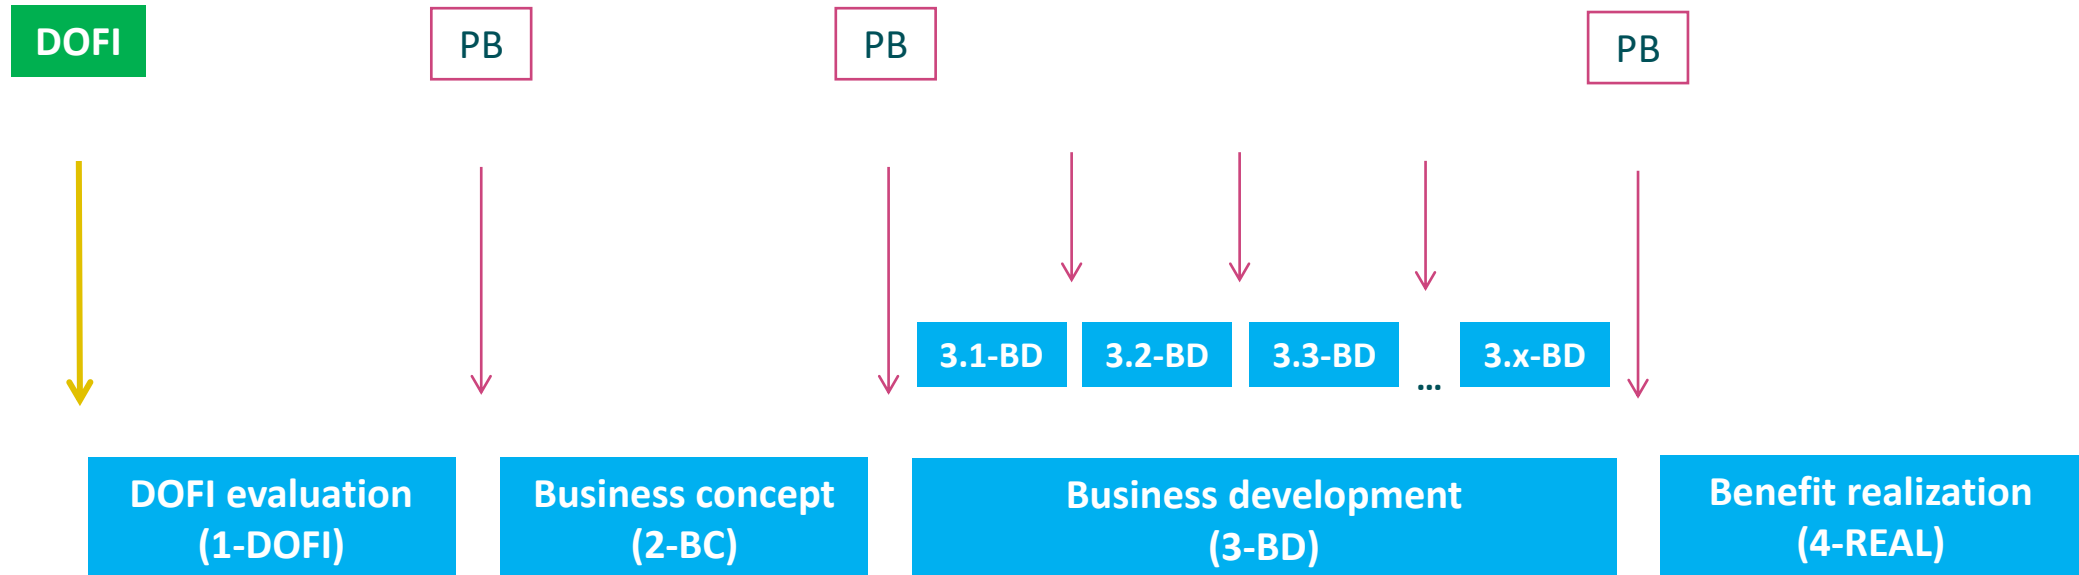 DOFI
PB
PB
PB
3.1-BD
3.2-BD
3.3-BD
...
3.x-BD
DOFI evaluation
(1-DOFI)
Business concept
(2-BC)
Business development
(3-BD)
Benefit realization
(4-REAL)